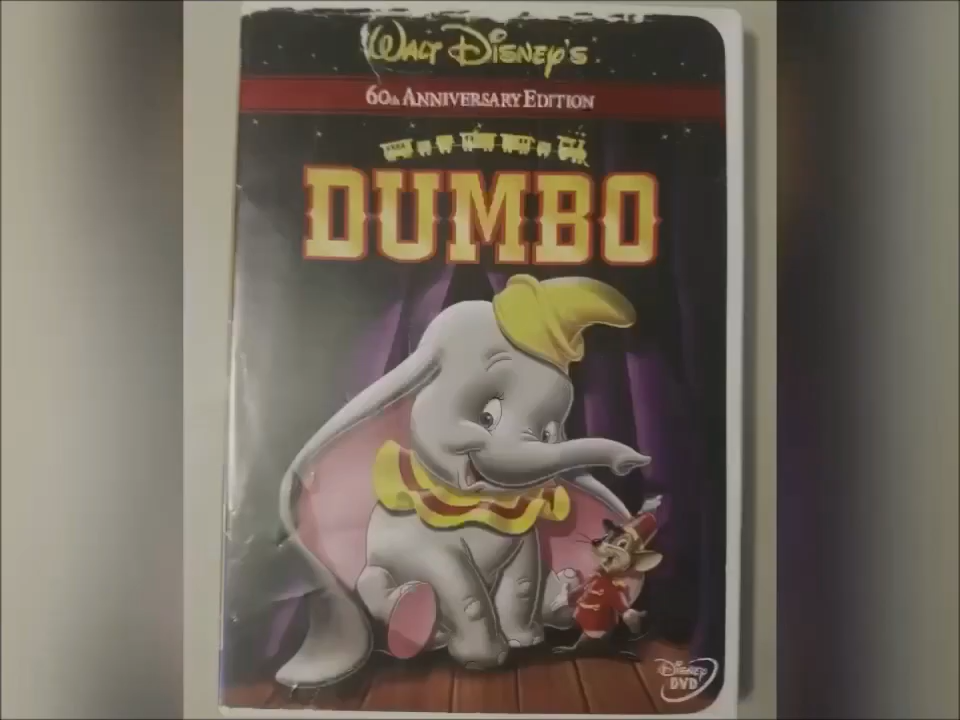 WALT DISNEY'S
60th ANNIVERSARY EDITION
DUMBO
Disney
DVD